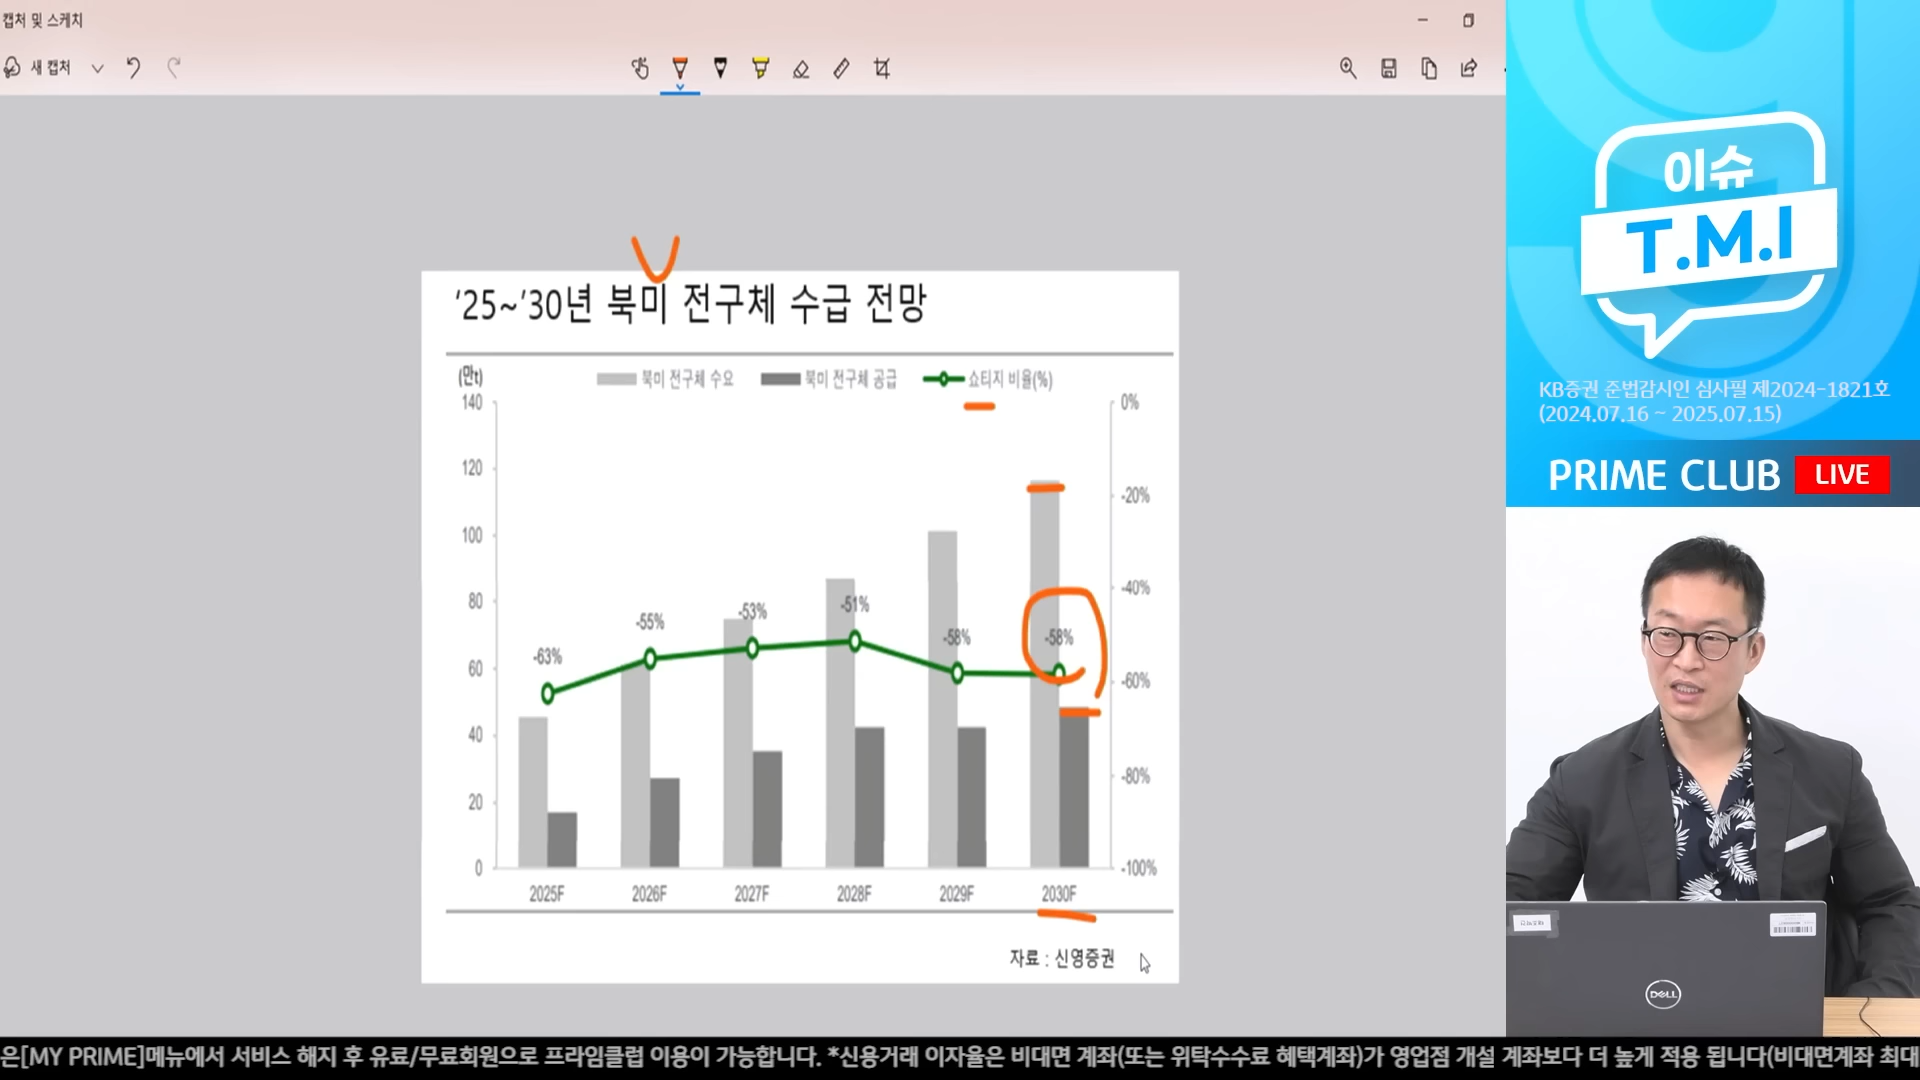 캡처 및 스케치
새 캡처
'25~'30년 북미 전구체 수급 전망
(만t)
북미 전구체 수요
북미 전구체 공급
쇼티지 비율(%)
140
120
100
80
60
40
20
0
0%
-20%
-40%
-60%
-80%
-100%
-63%
-55%
-53%
-51%
-58%
-58%
2025F
2026F
2027F
2028F
2029F
2030F
자료 : 신영증권
이슈
T.M.I
KB증권 준법감시인 심사필 제2024-1821호
(2024.07.16 ~ 2025.07.15)
PRIME CLUB LIVE
DELL
은[MY PRIME]메뉴에서 서비스 해지 후 유료/무료회원으로 프라임클럽 이용이 가능합니다. *신용거래 이자율은 비대면 계좌(또는 위탁수수료 혜택계좌)가 영업점 개설 계좌보다 더 높게 적용 됩니다(비대면계좌 최대